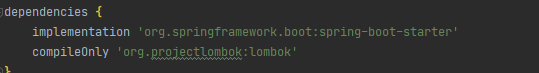 dependencies {
implementation 'org.springframework.boot:spring-boot-starter'
compileOnly 'org.projectlombok:lombok'
}